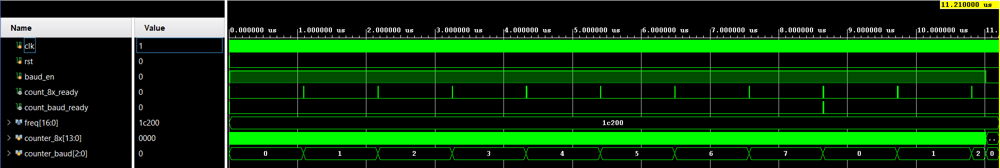 11.210000 us
Name Value
0.000000 us 1.000000 us 2.000000 us 3.000000 us 4.000000 us 5.000000 us 6.000000 us 7.000000 us 8.000000 us 9.000000 us 10.000000 us 11.
clk 1
rst 0
baud_en 0
count_8x_ready 0
count_baud_ready 0
freq[16:0] 1c200 1c200
counter_8x[13:0] 0000 ..
counter_baud[2:0] 0 0 1 2 3 4 5 6 7 0 1 2 0